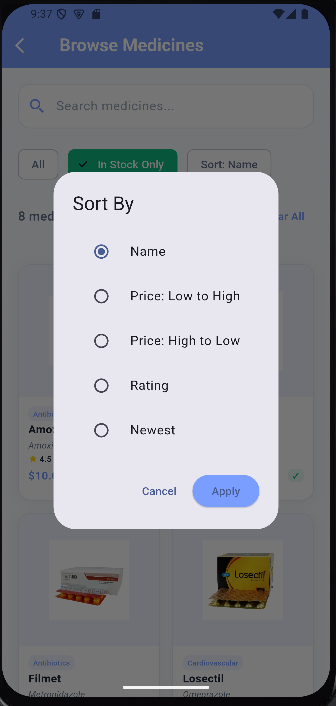 9:37
Browse Medicines
Search medicines...
All
In Stock Only
Sort: Name
8 med
ar All
Sort By
Name
Price: Low to High
Price: High to Low
Rating
Newest
Cancel
Apply
Antibi
Amox
Amoxi
4.5
$10.
Losectil
Antibiotics
Cardiovascular
Filmet
Losectil
Metronidazole
Omeprazole